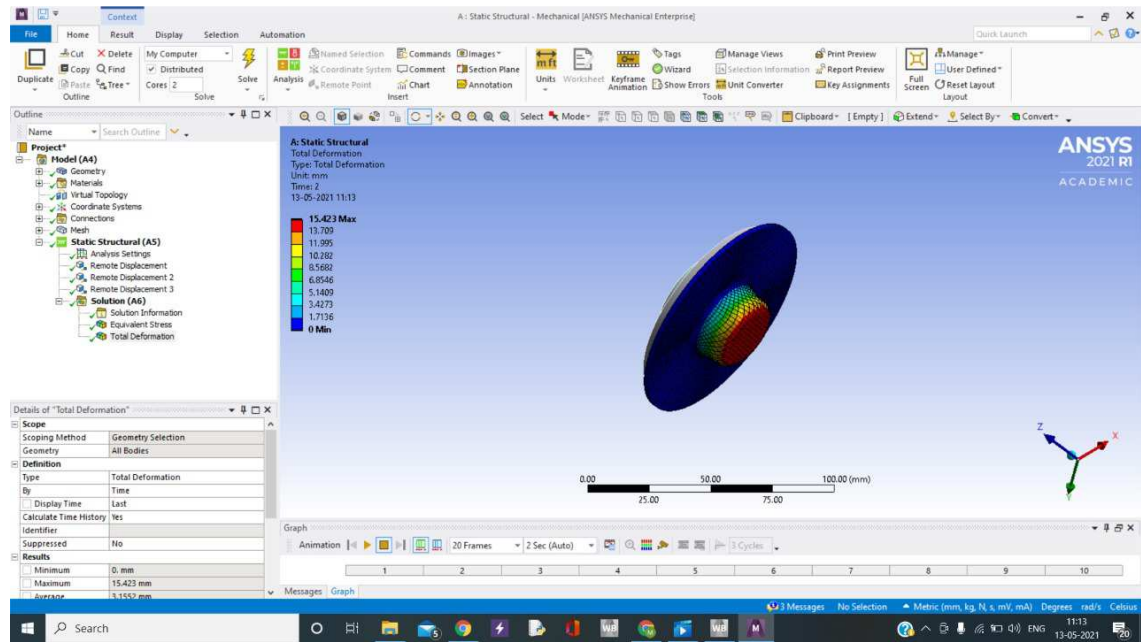 Context
A : Static Structural - Mechanical [ANSYS Mechanical Enterprise]
File Home Result Display Selection Automation
Quick Launch
Duplicate
Cut
Copy
Paste
Delete
Find
Tree
Outline
My Computer
Distributed
Cores 2
Solve
Solve
Analysis
Named Selection
Coordinate System
Remote Point
Commands
Comment
Chart
Images
Section Plane
Annotation
Insert
Units
Worksheet
Keyframe
Animation
Tags
Wizard
Show Errors
Manage Views
Selection Information
Unit Converter
Print Preview
Report Preview
Key Assignments
Tools
Full
Screen
Manage
User Defined
Reset Layout
Layout
Outline
Name Search Outline
Select Mode Clipboard [Empty] Extend Select By Convert
Project*
Model (A4)
Geometry
Materials
Virtual Topology
Coordinate Systems
Connections
Mesh
Static Structural (A5)
Analysis Settings
Remote Displacement
Remote Displacement 2
Remote Displacement 3
Solution (A6)
Solution Information
Equivalent Stress
Total Deformation
A: Static Structural
Total Deformation
Type: Total Deformation
Unit: mm
Time: 2
13-05-2021 11:13
15.423 Max
13.709
11.995
10.282
8.5682
6.8546
5.1409
3.4273
1.7136
0 Min
ANSYS
2021 R1
ACADEMIC
Z X
Y
0.00 50.00 100.00 (mm)
25.00 75.00
Details of "Total Deformation"
Scope
Scoping Method Geometry Selection
Geometry All Bodies
Definition
Type Total Deformation
By Time
Display Time Last
Calculate Time History Yes
Identifier
Suppressed No
Results
Minimum 0. mm
Maximum 15.423 mm
Average 3.1552 mm
Graph
Animation 20 Frames 2 Sec (Auto) 3 Cycles
1 2 3 4 5 6 7 8 9 10
Messages Graph
3 Messages No Selection Metric (mm, kg, N, s, mV, mA) Degrees rad/s Celsius
Search
ENG
11:13
13-05-2021